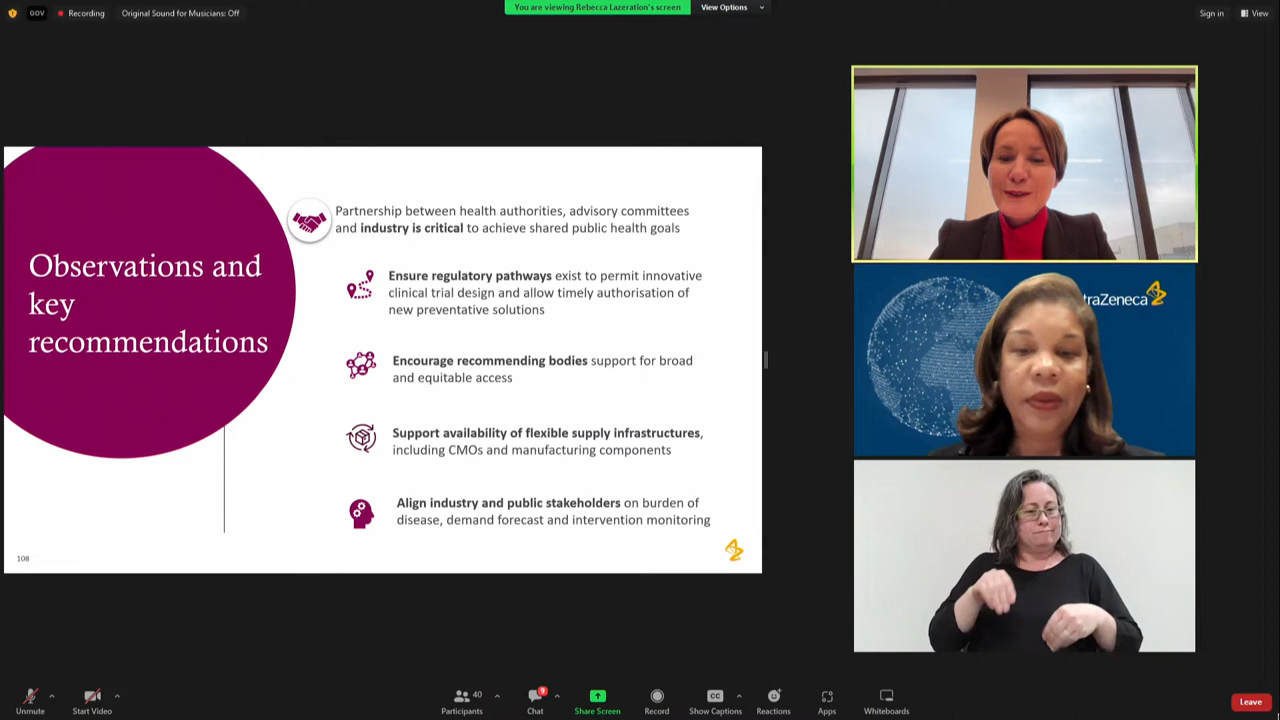 GOV
Recording
Original Sound for Musicians: Off
You are viewing Rebecca Lazeration's screen
View Options
Sign in
View
Observations and
key
recommendations
Partnership between health authorities, advisory committees
and industry is critical to achieve shared public health goals
Ensure regulatory pathways exist to permit innovative
clinical trial design and allow timely authorisation of
new preventative solutions
Encourage recommending bodies support for broad
and equitable access
Support availability of flexible supply infrastructures,
including CMOs and manufacturing components
Align industry and public stakeholders on burden of
disease, demand forecast and intervention monitoring
108
traZeneca
Unmute
Start Video
40
Participants
9
Chat
Share Screen
Record
CC
Show Captions
Reactions
Apps
Whiteboards
Leave